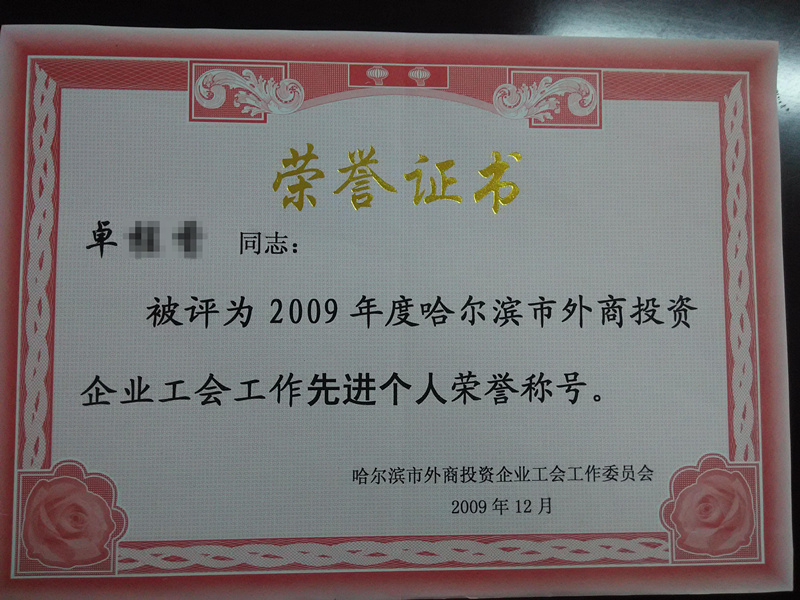 荣誉证书
卓 同志：
被评为2009年度哈尔滨市外商投资
企业工会工作先进个人荣誉称号。
哈尔滨市外商投资企业工会工作委员会
2009年12月